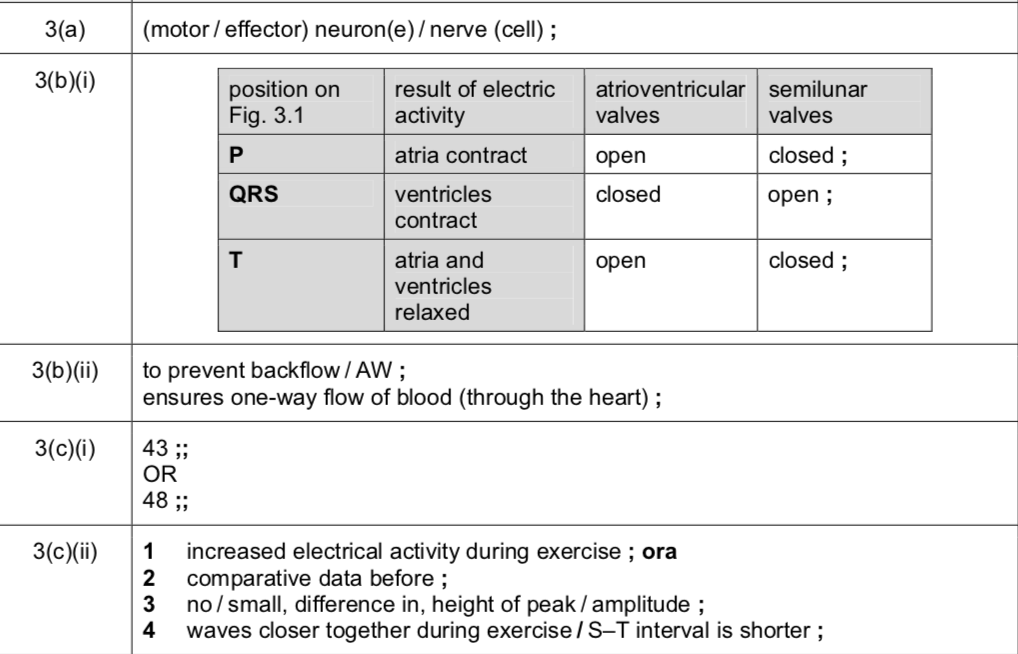 3(a)
(motor / effector) neuron(e) / nerve (cell) ;
3(b)(i)
position on Fig. 3.1
result of electric activity
atrioventricular valves
semilunar valves
P
atria contract
open
closed ;
QRS
ventricles contract
closed
open ;
T
atria and ventricles relaxed
open
closed ;
3(b)(ii)
to prevent backflow / AW ;
ensures one-way flow of blood (through the heart) ;
3(c)(i)
43 ;;
OR
48 ;;
3(c)(ii)
1 increased electrical activity during exercise ; ora
2 comparative data before ;
3 no / small, difference in, height of peak / amplitude ;
4 waves closer together during exercise / S–T interval is shorter ;